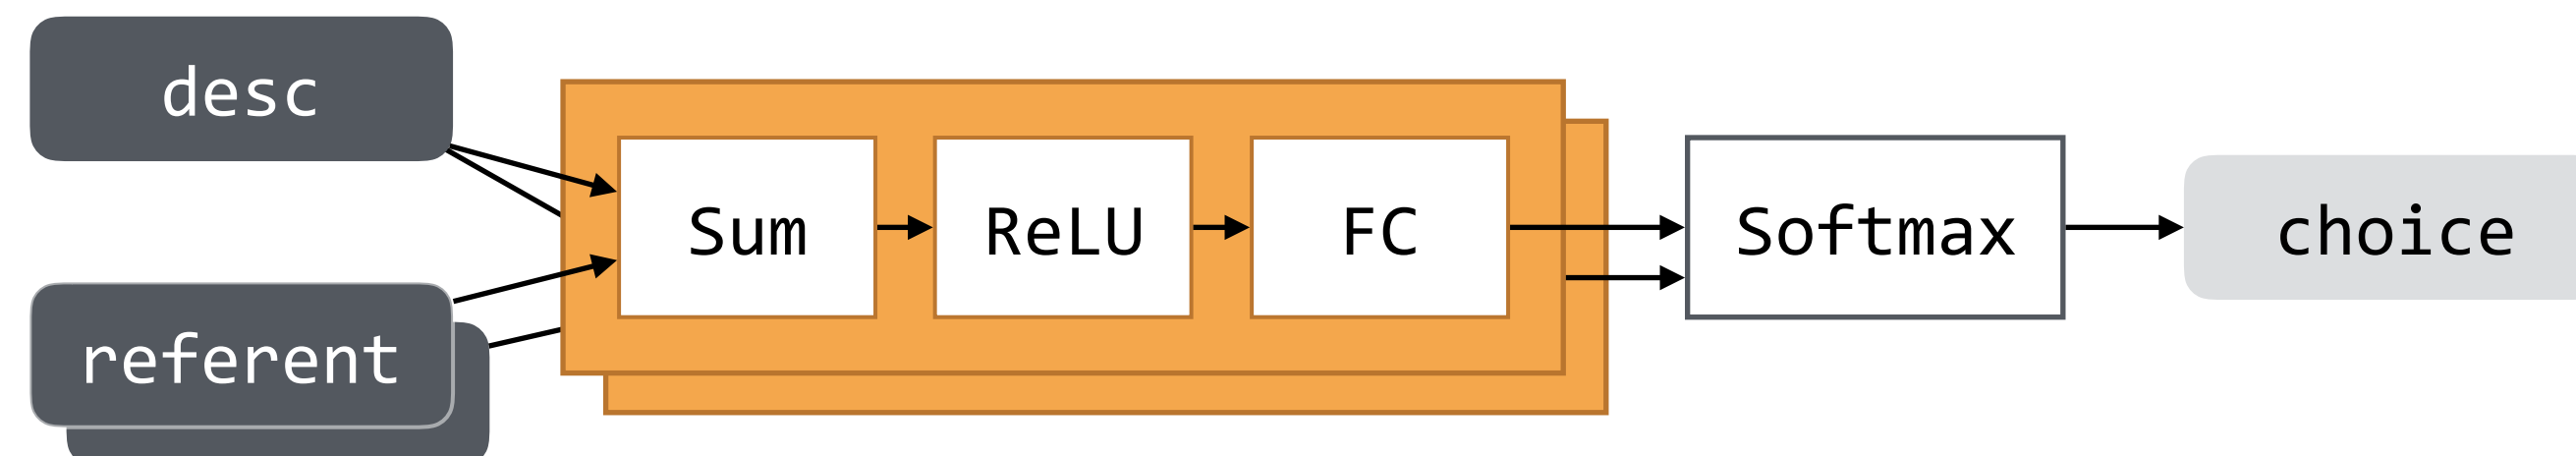 desc
referent
Sum
ReLU
FC
Softmax
choice